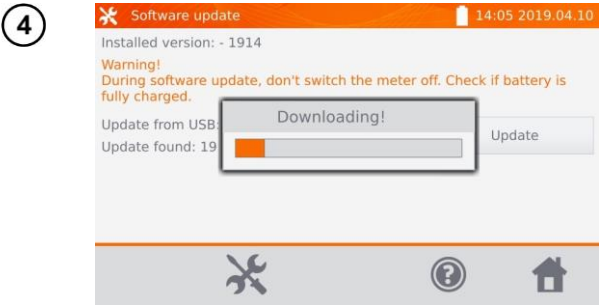 4
Software update
14:05 2019.04.10
Installed version: - 1914
Warning!
During software update, don't switch the meter off. Check if battery is
fully charged.
Update from USB:
Downloading!
Update found: 19
Update
?